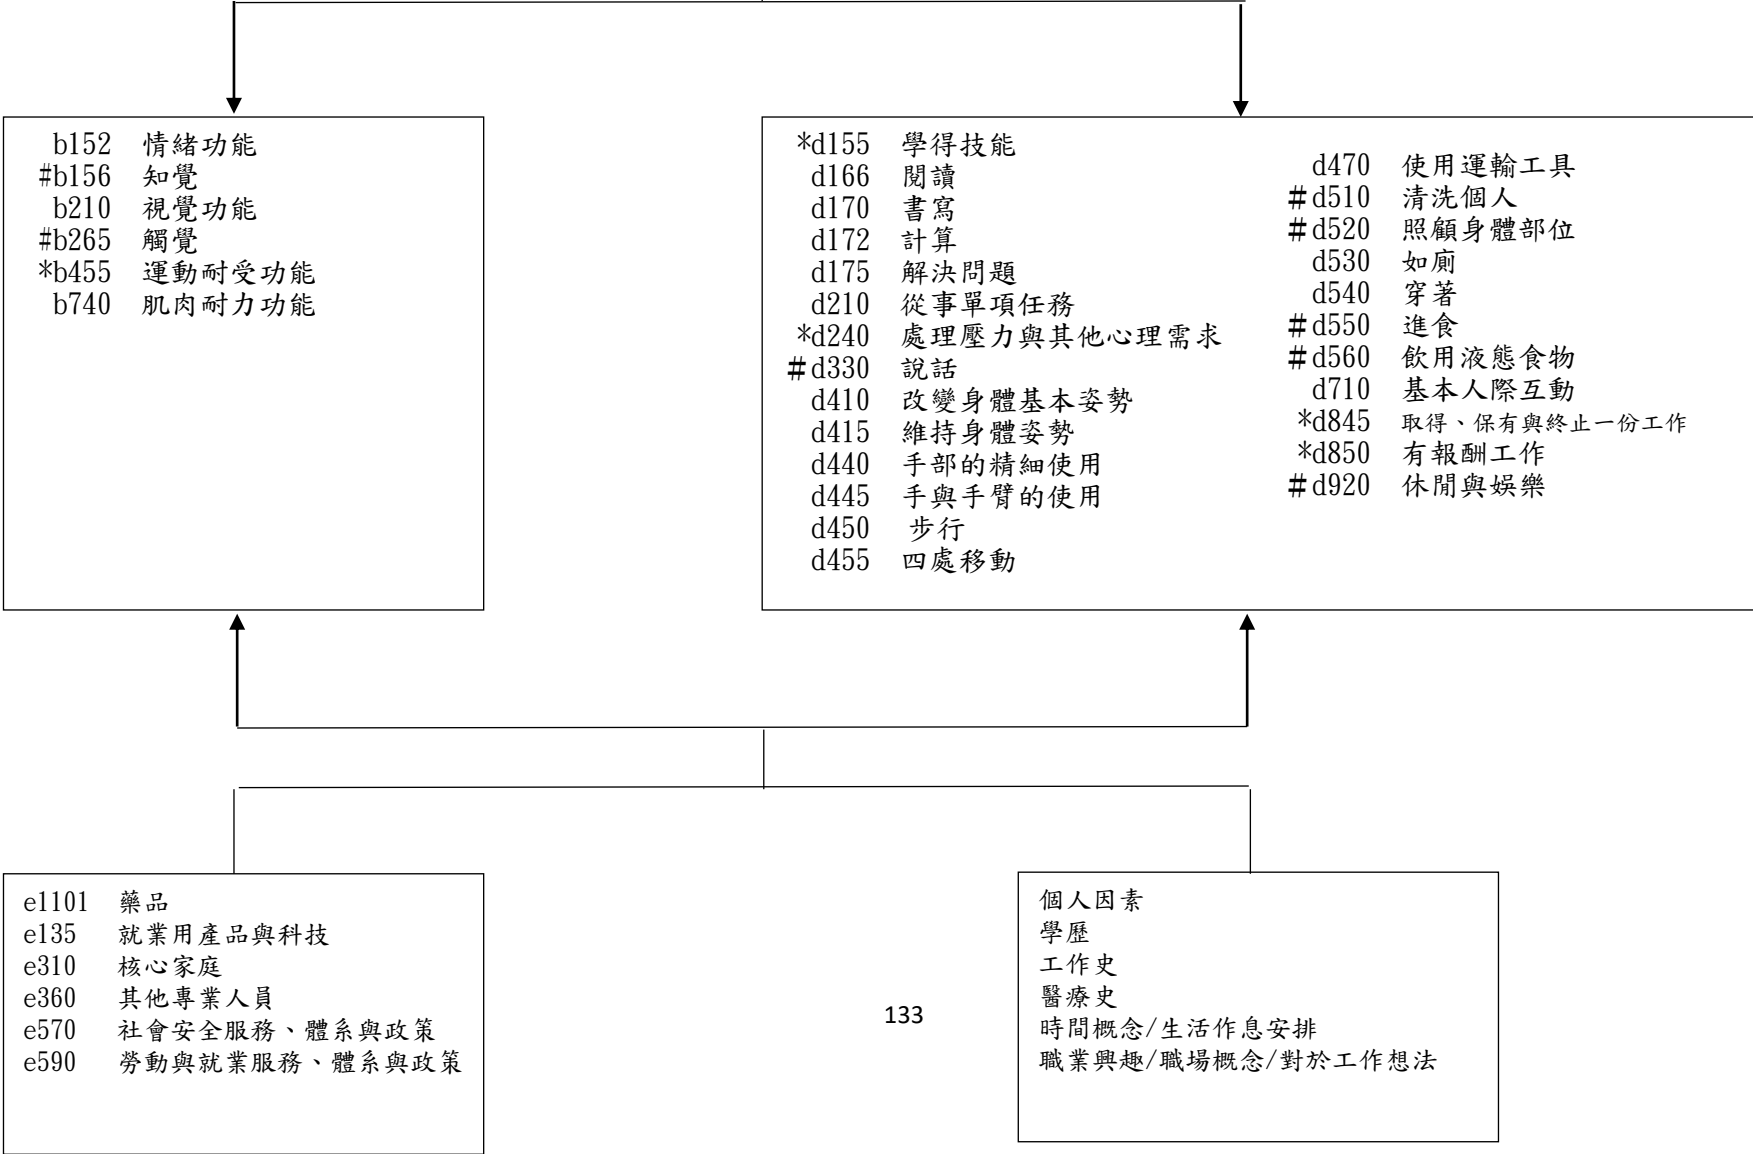 b152 情緒功能
#b156 知覺
b210 視覺功能
#b265 觸覺
*b455 運動耐受功能
b740 肌肉耐力功能
*d155 學得技能
d166 閱讀
d170 書寫
d172 計算
d175 解決問題
d210 從事單項任務
*d240 處理壓力與其他心理需求
#d330 說話
d410 改變身體基本姿勢
d415 維持身體姿勢
d440 手部的精細使用
d445 手與手臂的使用
d450 步行
d455 四處移動
d470 使用運輸工具
#d510 清洗個人
#d520 照顧身體部位
d530 如廁
d540 穿著
#d550 進食
#d560 飲用液態食物
d710 基本人際互動
*d845 取得、保有與終止一份工作
*d850 有報酬工作
#d920 休閒與娛樂
e1101 藥品
e135 就業用產品與科技
e310 核心家庭
e360 其他專業人員
e570 社會安全服務、體系與政策
e590 勞動與就業服務、體系與政策
133
個人因素
學歷
工作史
醫療史
時間概念/生活作息安排
職業興趣/職場概念/對於工作想法